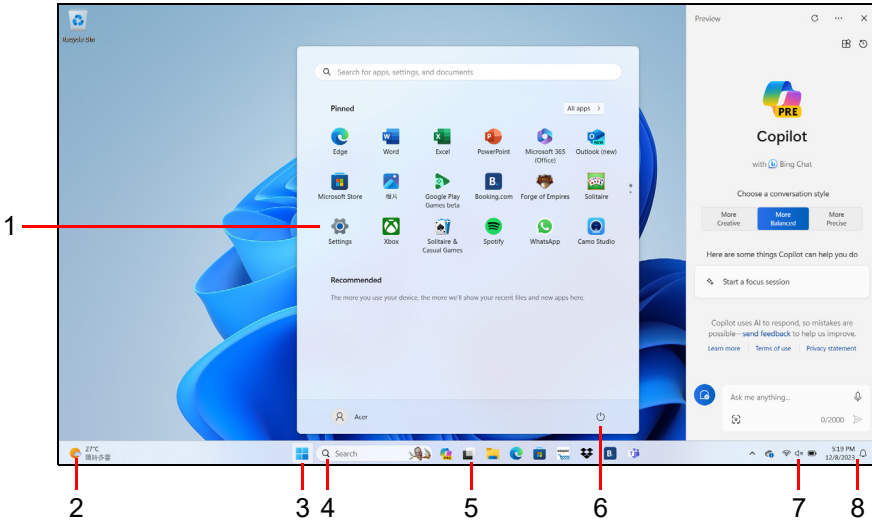 Recycle Bin
Search for apps, settings, and documents
Pinned
All apps >
Edge
Word
Excel
PowerPoint
Microsoft 365
(Office)
Outlook (new)
Microsoft Store
相片
Google Play
Games beta
Booking.com
Forge of Empires
Solitaire
Settings
Xbox
Solitaire &
Casual Games
Spotify
WhatsApp
Camo Studio
Recommended
The more you use your device, the more we'll show your recent files and new apps here.
Acer
Preview
PRE
Copilot
with Bing Chat
Choose a conversation style
More
Creative
More
Balanced
More
Precise
Here are some things Copilot can help you do
Start a focus session
Copilot uses AI to respond, so mistakes are
possible—send feedback to help us improve.
Learn more
Terms of use
Privacy statement
Ask me anything...
0/2000
27°C
晴時多雲
Search
B.
5:19 PM
12/8/2023
1
2
3
4
5
6
7
8